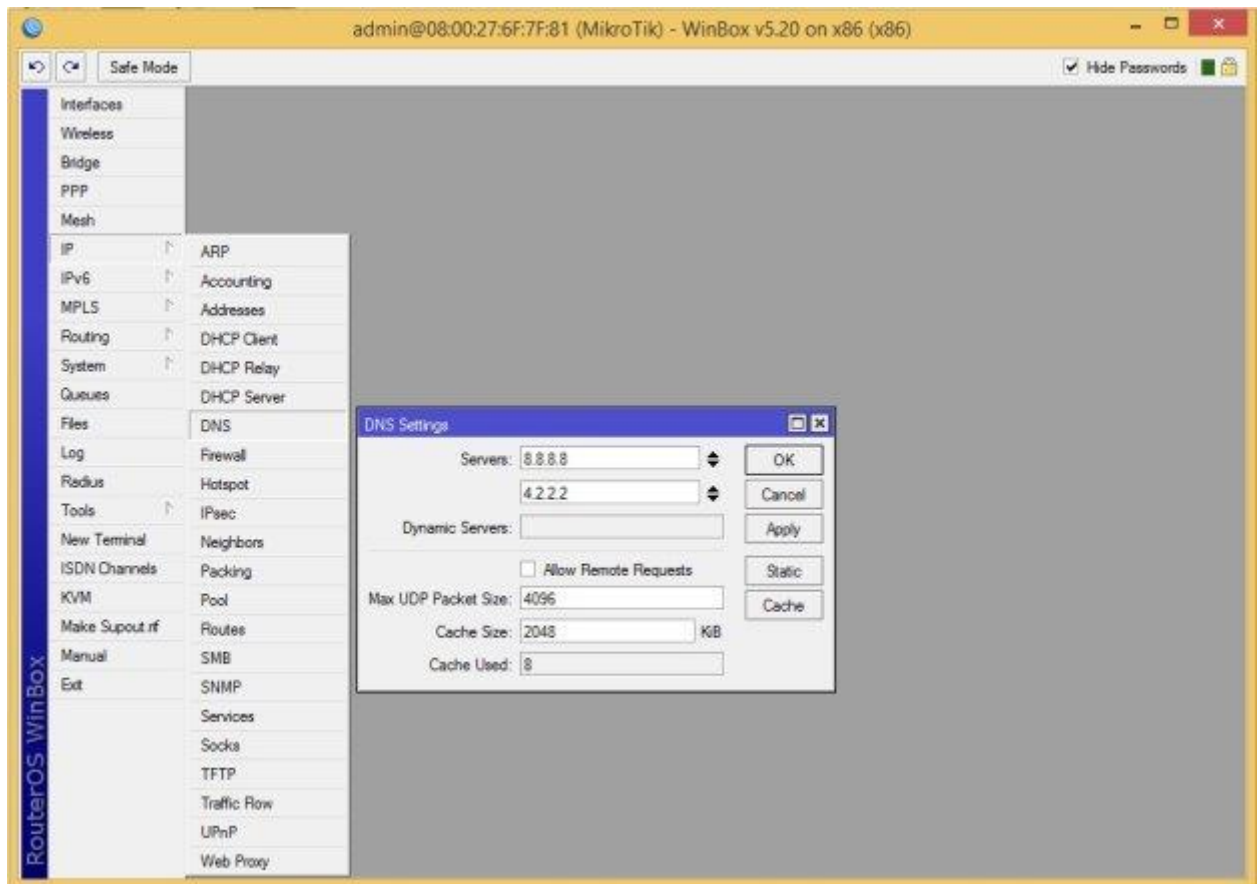 admin@08:00:27:6F:7F:81 (MikroTik) - WinBox v5.20 on x86 (x86)
Safe Mode
Hide Passwords
Interfaces
Wireless
Bridge
PPP
Mesh
IP
IPv6
MPLS
Routing
System
Queues
Files
Log
Radius
Tools
New Terminal
ISDN Channels
KVM
Make Supout.rif
Manual
Exit
RouterOS WinBox
ARP
Accounting
Addresses
DHCP Client
DHCP Relay
DHCP Server
DNS
Firewall
Hotspot
IPsec
Neighbors
Packing
Pool
Routes
SMB
SNMP
Services
Socks
TFTP
Traffic Flow
UPnP
Web Proxy
DNS Settings
Servers: 8.8.8.8
4.2.2.2
Dynamic Servers:
Allow Remote Requests
Max UDP Packet Size: 4096
Cache Size: 2048 KiB
Cache Used: 8
OK
Cancel
Apply
Static
Cache